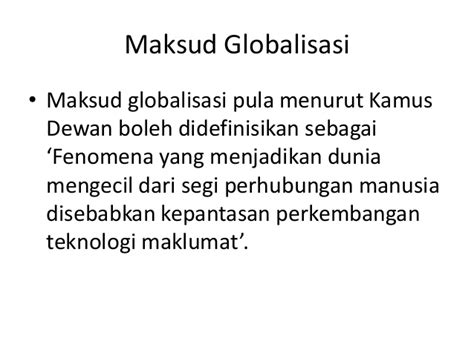 Maksud Globalisasi
• Maksud globalisasi pula menurut Kamus
Dewan boleh didefinisikan sebagai
‘Fenomena yang menjadikan dunia
mengecil dari segi perhubungan manusia
disebabkan kepantasan perkembangan
teknologi maklumat’.